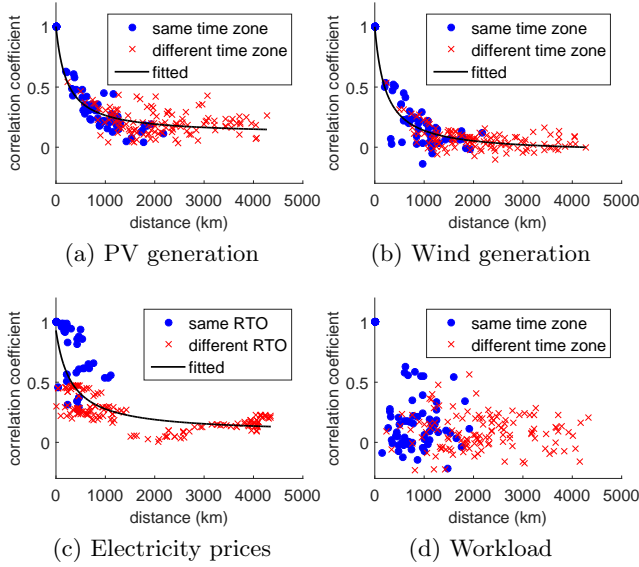 same time zone
different time zone
fitted
1
0.5
0
correlation coefficient
0 1000 2000 3000 4000 5000
distance (km)
(a) PV generation
same time zone
different time zone
fitted
1
0.5
0
correlation coefficient
0 1000 2000 3000 4000 5000
distance (km)
(b) Wind generation
same RTO
different RTO
fitted
1
0.5
0
correlation coefficient
0 1000 2000 3000 4000 5000
distance (km)
(c) Electricity prices
same time zone
different time zone
1
0.5
0
correlation coefficient
0 1000 2000 3000 4000 5000
distance (km)
(d) Workload